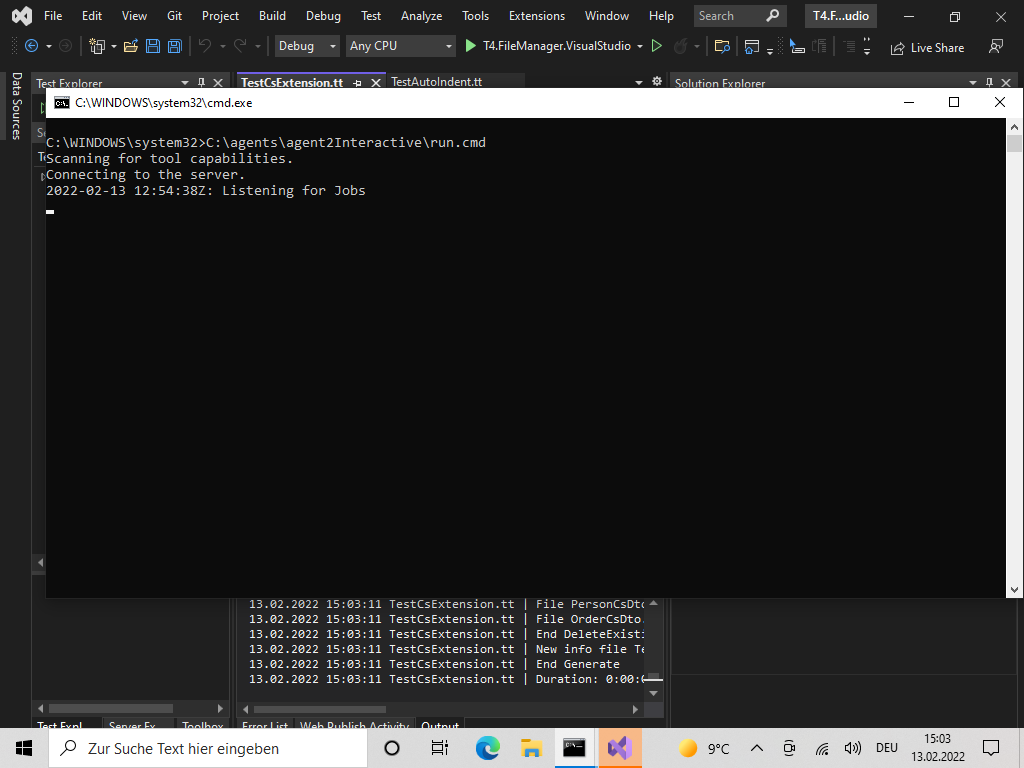 File Edit View Git Project Build Debug Test Analyze Tools Extensions Window Help Search T4.F...udio
Debug Any CPU T4.FileManager.VisualStudio Live Share
Data Sources
Test Explorer TestCsExtension.tt TestAutoIndent.tt Solution Explorer
C:\WINDOWS\system32\cmd.exe
C:\WINDOWS\system32>C:\agents\agent2Interactive\run.cmd
Scanning for tool capabilities.
Connecting to the server.
2022-02-13 12:54:38Z: Listening for Jobs
13.02.2022 15:03:11 TestCsExtension.tt | File PersonCsDto
13.02.2022 15:03:11 TestCsExtension.tt | File OrderCsDto.
13.02.2022 15:03:11 TestCsExtension.tt | End DeleteExisti
13.02.2022 15:03:11 TestCsExtension.tt | New info file Te
13.02.2022 15:03:11 TestCsExtension.tt | End Generate
13.02.2022 15:03:11 TestCsExtension.tt | Duration: 0:00:0
Test Expl... Server Ex... Toolbox Error List Web Publish Activity Output
Zur Suche Text hier eingeben 9°C DEU 15:03
13.02.2022